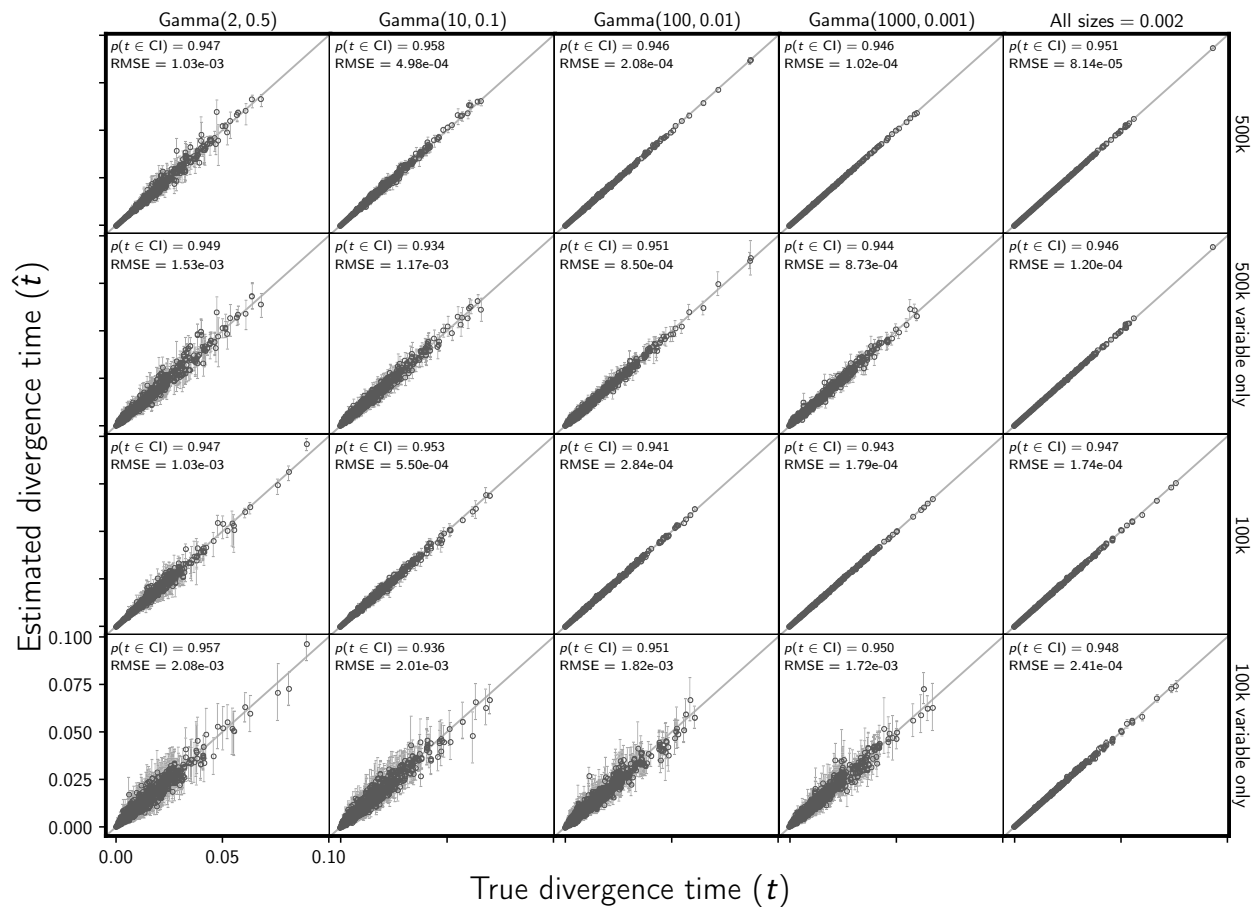 Gamma(2, 0.5) Gamma(10, 0.1) Gamma(100, 0.01) Gamma(1000, 0.001) All sizes = 0.002
p(t ∈ CI) = 0.947
RMSE = 1.03e-03
p(t ∈ CI) = 0.958
RMSE = 4.98e-04
p(t ∈ CI) = 0.946
RMSE = 2.08e-04
p(t ∈ CI) = 0.946
RMSE = 1.02e-04
p(t ∈ CI) = 0.951
RMSE = 8.14e-05
500k
p(t ∈ CI) = 0.949
RMSE = 1.53e-03
p(t ∈ CI) = 0.934
RMSE = 1.17e-03
p(t ∈ CI) = 0.951
RMSE = 8.50e-04
p(t ∈ CI) = 0.944
RMSE = 8.73e-04
p(t ∈ CI) = 0.946
RMSE = 1.20e-04
500k variable only
p(t ∈ CI) = 0.947
RMSE = 1.03e-03
p(t ∈ CI) = 0.953
RMSE = 5.50e-04
p(t ∈ CI) = 0.941
RMSE = 2.84e-04
p(t ∈ CI) = 0.943
RMSE = 1.79e-04
p(t ∈ CI) = 0.947
RMSE = 1.74e-04
100k
p(t ∈ CI) = 0.957
RMSE = 2.08e-03
p(t ∈ CI) = 0.936
RMSE = 2.01e-03
p(t ∈ CI) = 0.951
RMSE = 1.82e-03
p(t ∈ CI) = 0.950
RMSE = 1.72e-03
p(t ∈ CI) = 0.948
RMSE = 2.41e-04
100k variable only
Estimated divergence time (t̂)
0.100
0.075
0.050
0.025
0.000
0.00 0.05 0.10
True divergence time (t)